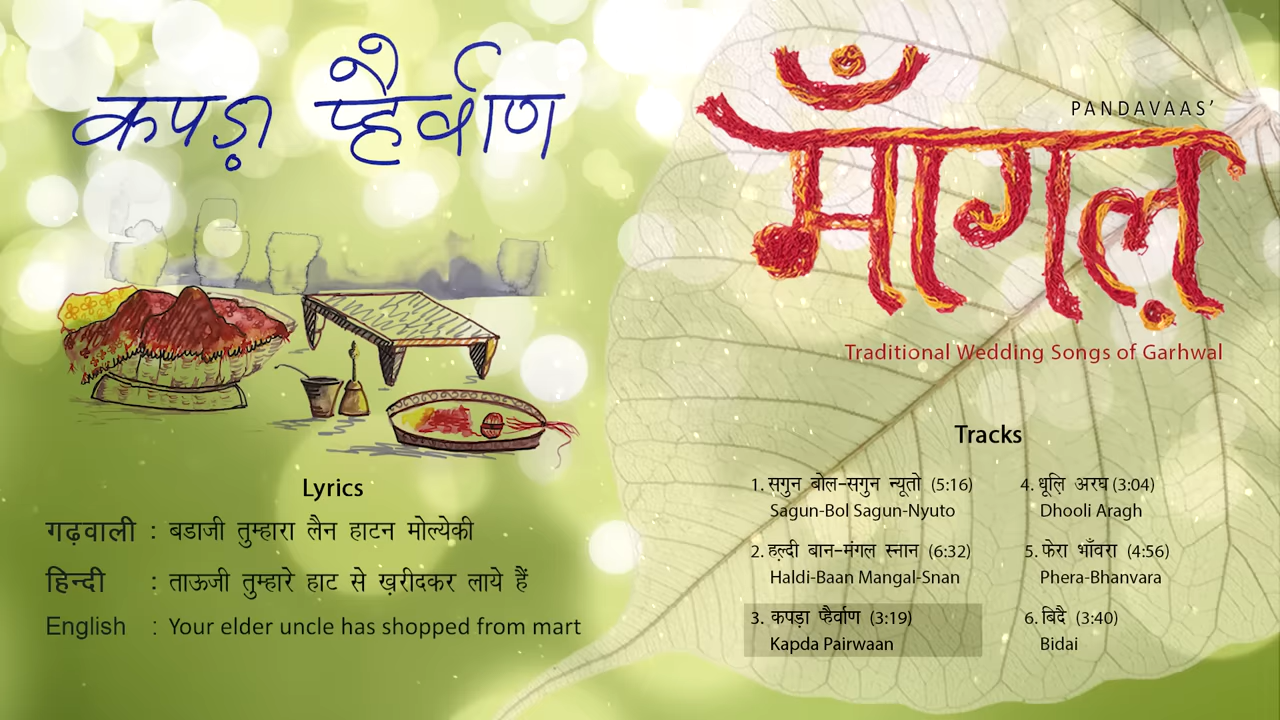 कपड़ा प्हैर्वाण
Lyrics
गढ़वाली : बडाजी तुम्हारा लैन हाटन मोल्येकी
हिन्दी : ताऊजी तुम्हारे हाट से ख़रीदकर लाये हैं
English : Your elder uncle has shopped from mart
PANDAVAAS’
माँगल़
Traditional Wedding Songs of Garhwal
Tracks
1. सगुन बोल-सगुन न्यूतो (5:16)
Sagun-Bol Sagun-Nyuto
2. हल़्दी बान-मंगल स्नान (6:32)
Haldi-Baan Mangal-Snan
3. कपड़ा प्हैर्वाण (3:19)
Kapda Pairwaan
4. धूलि़ अरघ (3:04)
Dhooli Aragh
5. फेरा भाँवरा (4:56)
Phera-Bhanvara
6. बिदै (3:40)
Bidai